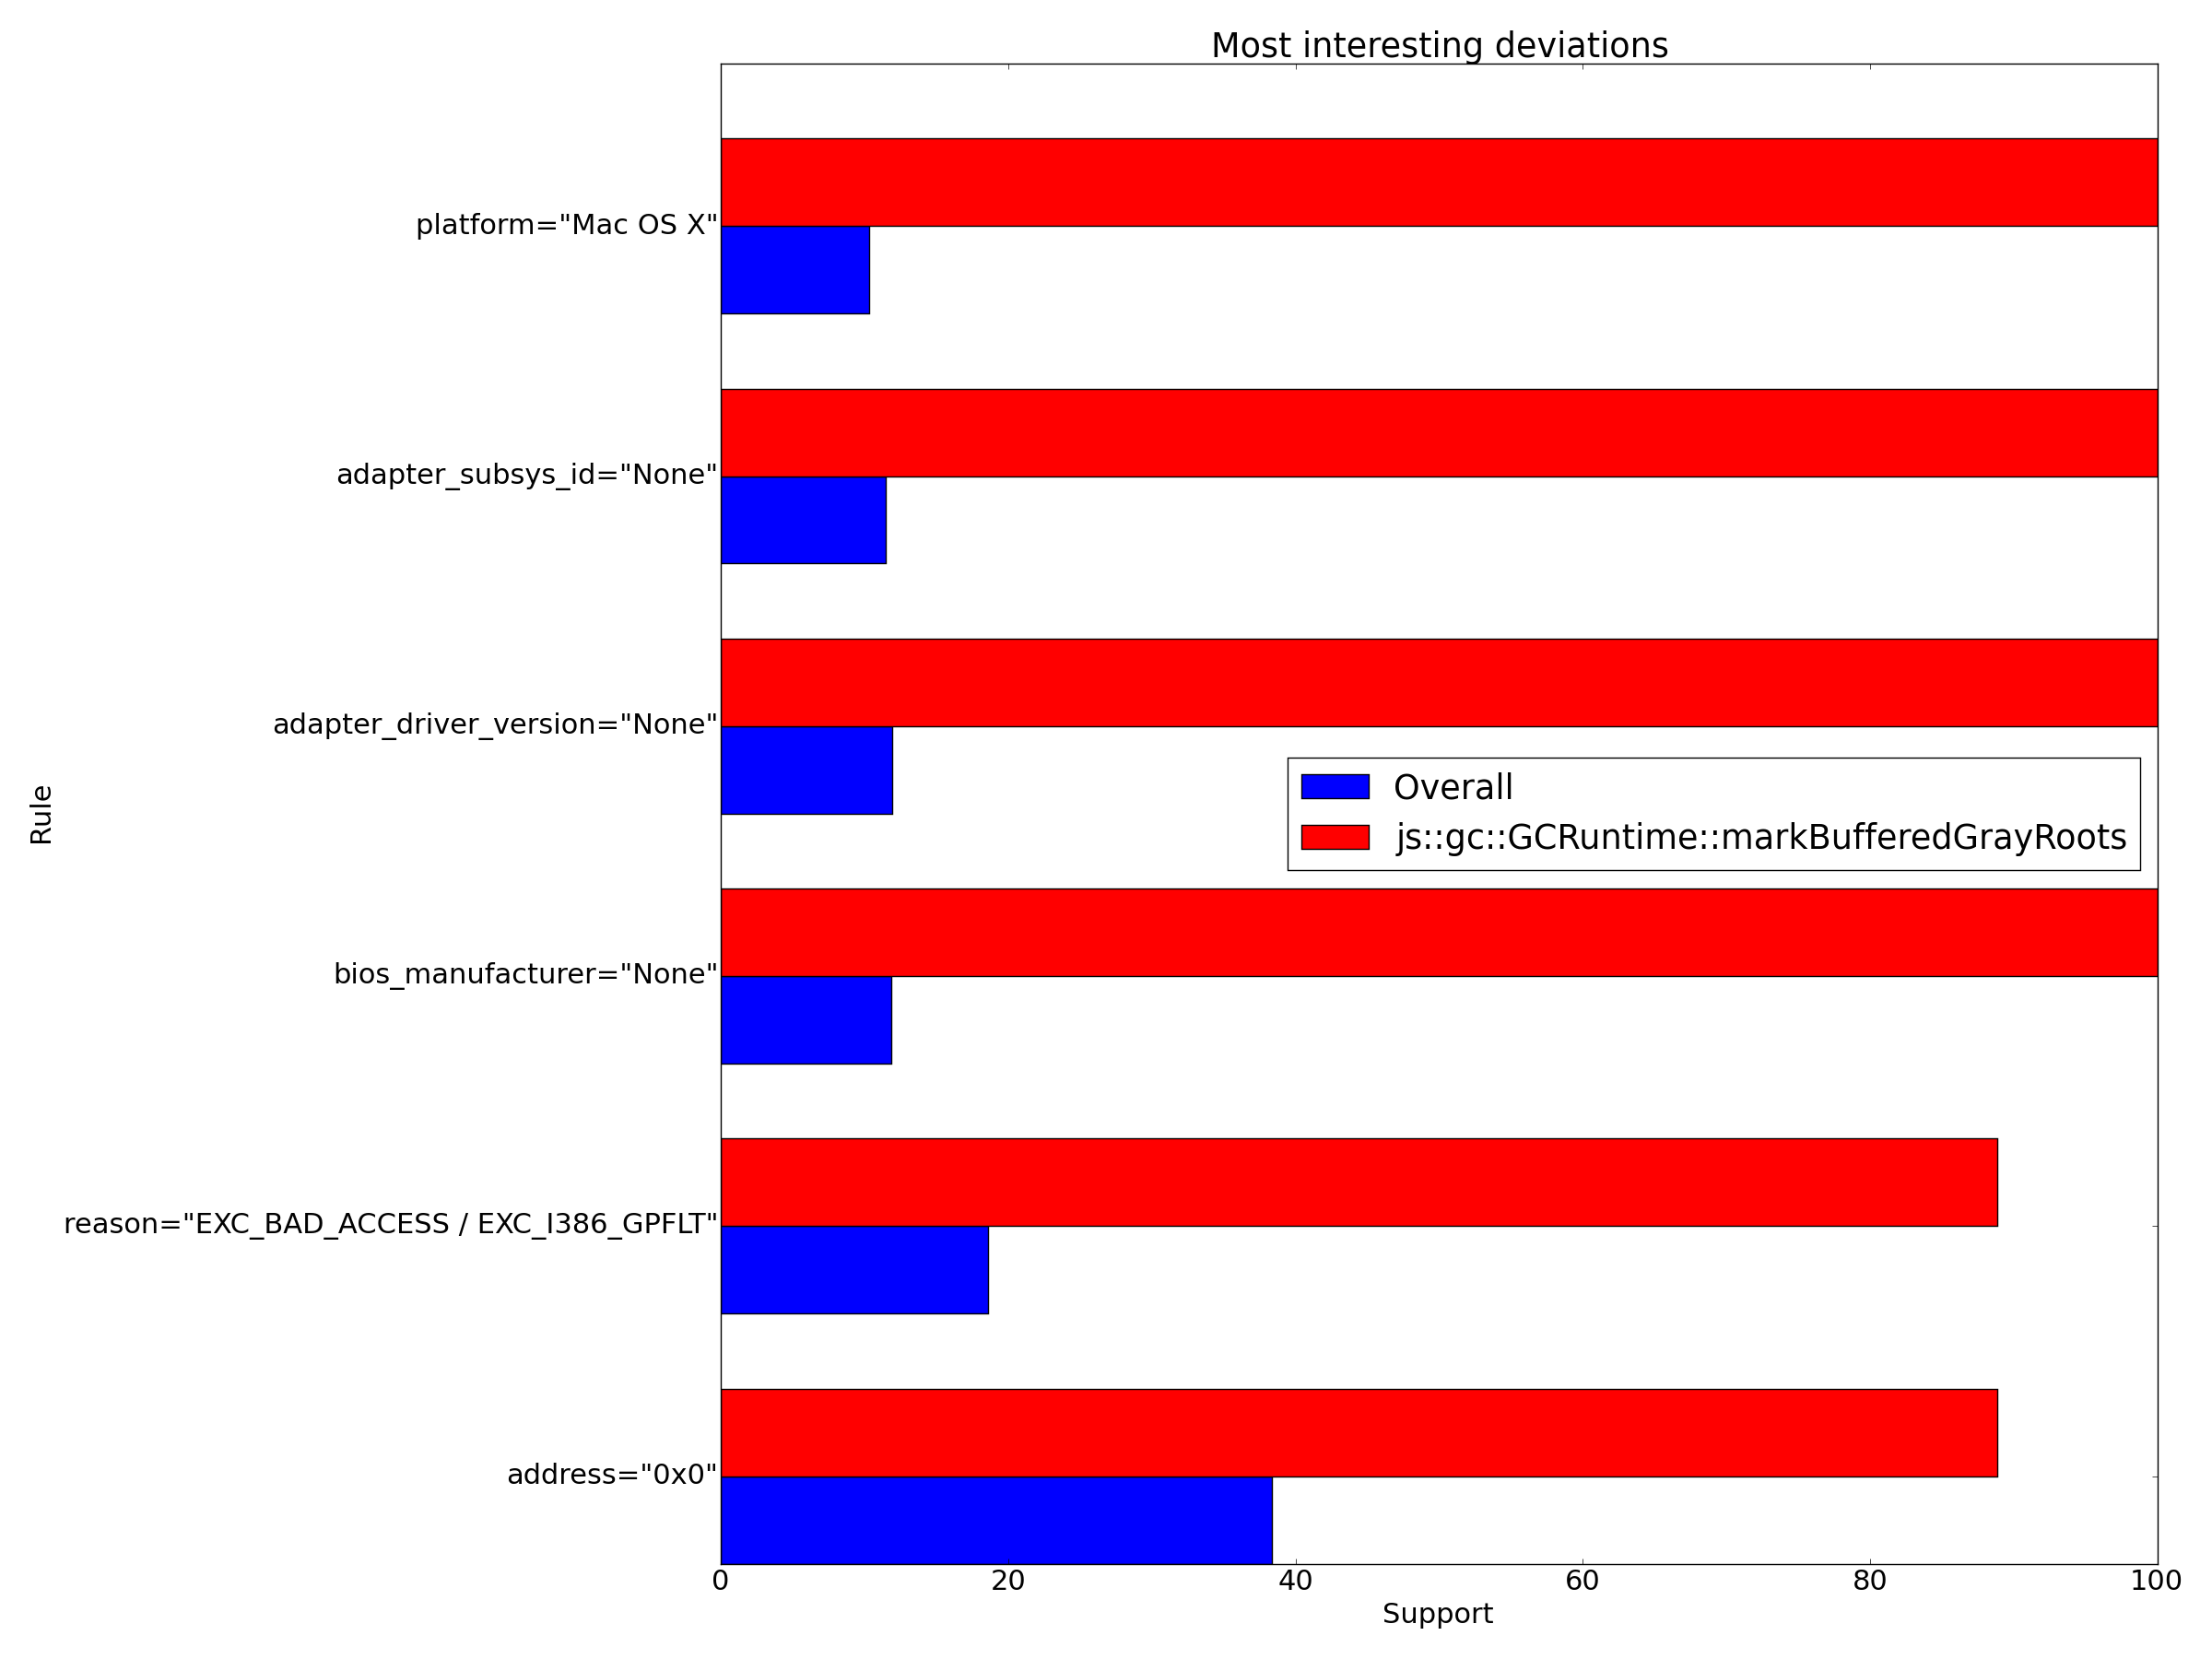 Most interesting deviations
platform="Mac OS X"
adapter_subsys_id="None"
adapter_driver_version="None"
Overall
js::gc::GCRuntime::markBufferedGrayRoots
Rule
bios_manufacturer="None"
reason="EXC_BAD_ACCESS / EXC_I386_GPFLT"
address="0x0"
0 20 40 60 80 100
Support